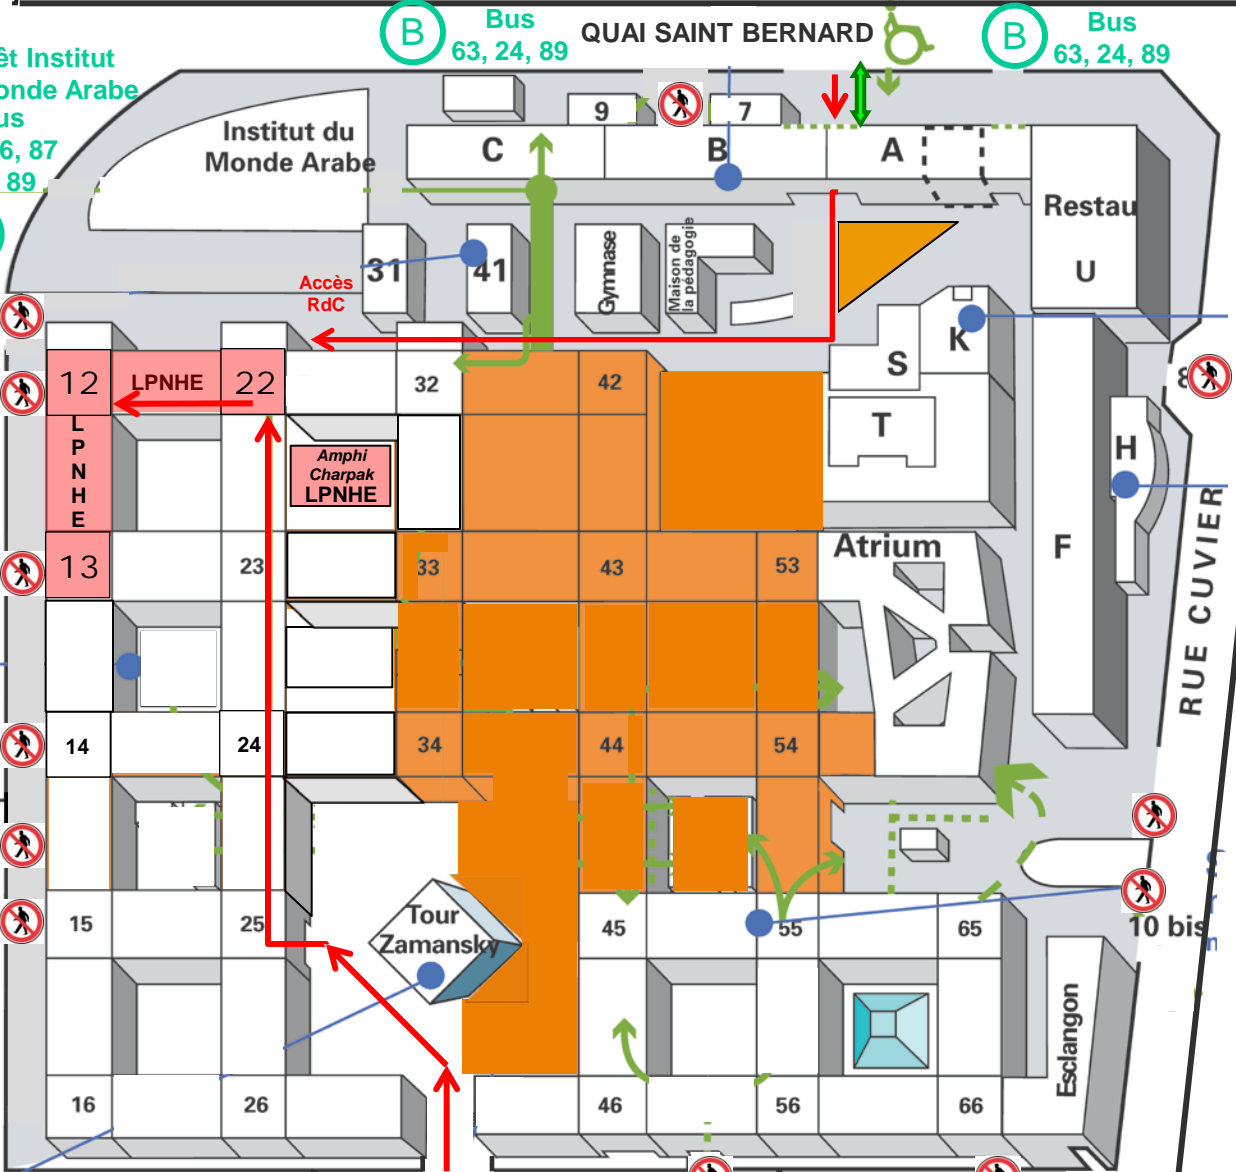 B
Bus
63, 24, 89
QUAI SAINT BERNARD
B
Bus
63, 24, 89
êt Institut
onde Arabe
us
6, 87
89
Institut du
Monde Arabe
9
7
C
B
A
Restau
U
31
41
Gymnase
Maison de
la pédagogie
Accès
RdC
K
S
T
H
F
8
RUE CUVIER
12
LPNHE
22
32
42
LPNHE
Amphi
Charpak
LPNHE
13
23
33
43
53
Atrium
14
24
34
44
54
15
25
Tour
Zamansky
45
55
65
10 bis
Esclangon
16
26
46
56
66